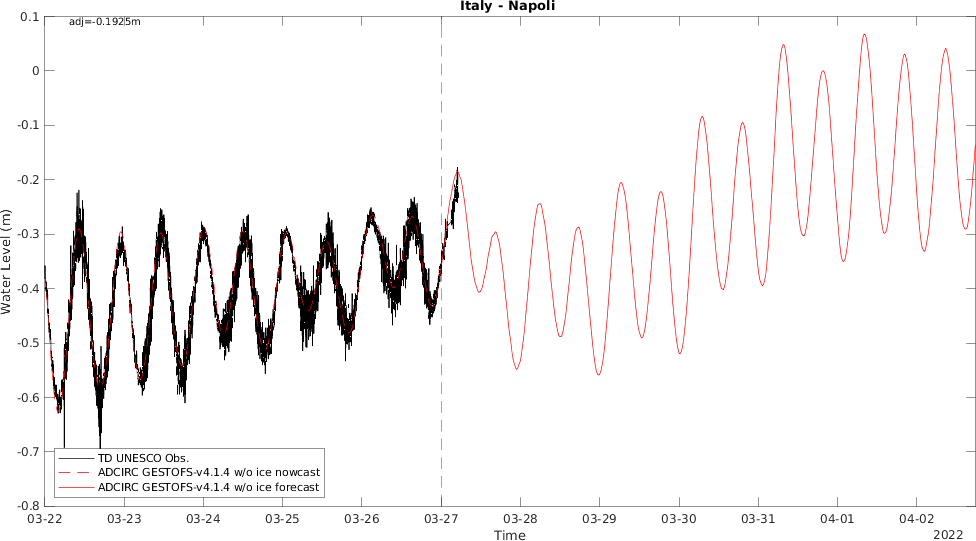 Italy - Napoli
adj=-0.1925m
0.1
0
-0.1
-0.2
-0.3
-0.4
-0.5
-0.6
-0.7
-0.8
Water Level (m)
TD UNESCO Obs.
ADCIRC GESTOFS-v4.1.4 w/o ice nowcast
ADCIRC GESTOFS-v4.1.4 w/o ice forecast
03-22 03-23 03-24 03-25 03-26 03-27 03-28 03-29 03-30 03-31 04-01 04-02
Time
2022